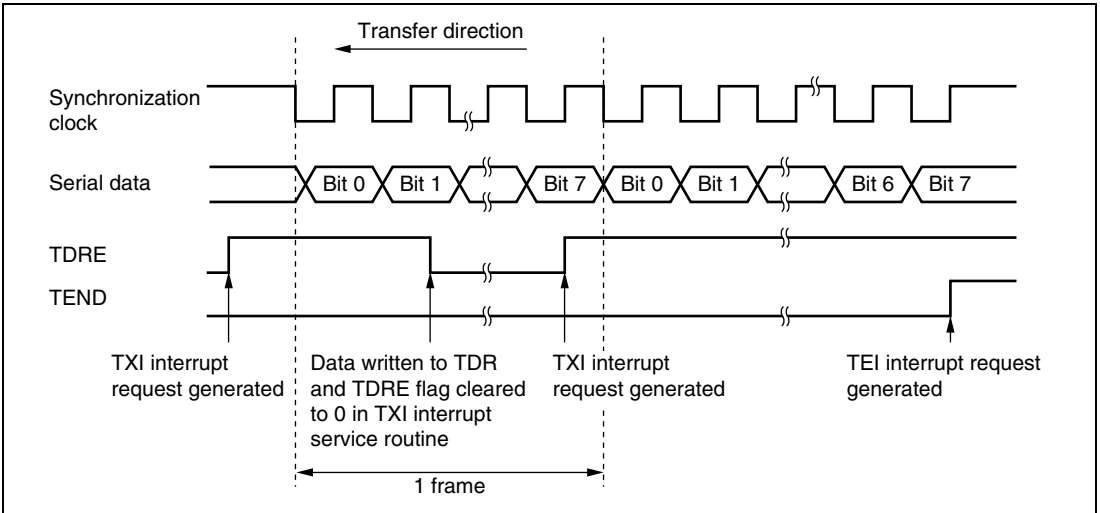 Transfer direction
Synchronization
clock
Serial data
Bit 0 Bit 1 Bit 7 Bit 0 Bit 1 Bit 6 Bit 7
TDRE
TEND
TXI interrupt
request generated
Data written to TDR
and TDRE flag cleared
to 0 in TXI interrupt
service routine
TXI interrupt
request generated
TEI interrupt request
generated
1 frame